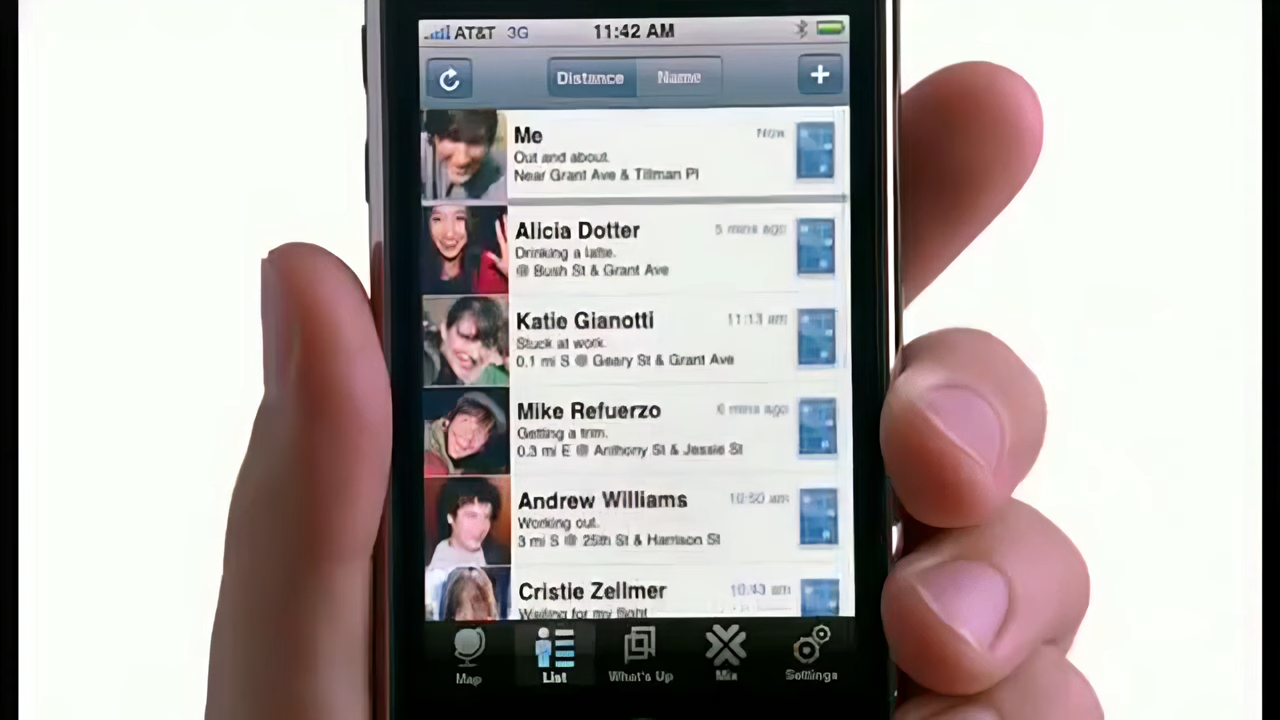 AT&T 3G 11:42 AM
Distance Name
Me Now
Out and about.
Near Grant Ave & Tillman Pl
Alicia Dotter 5 mins ago
Drinking a latte.
@ Bush St & Grant Ave
Katie Gianotti 11:13 am
Stuck at work.
0.1 mi S @ Geary St & Grant Ave
Mike Refuerzo 6 mins ago
Getting a trim.
0.3 mi E @ Anthony St & Jessie St
Andrew Williams 10:50 am
Working out.
3 mi S @ 25th St & Harrison St
Cristie Zellmer 10:43 am
Waiting for my flight
Map List What's Up Mix Settings